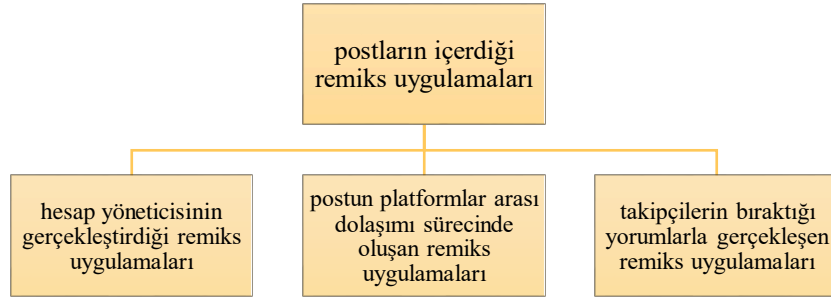 postların içerdiği
remiks uygulamaları
hesap yöneticisinin
gerçekleştirdiği remiks
uygulamaları
postun platformlar arası
dolaşımı sürecinde
oluşan remiks
uygulamaları
takipçilerin bıraktığı
yorumlarla gerçekleşen
remiks uygulamaları